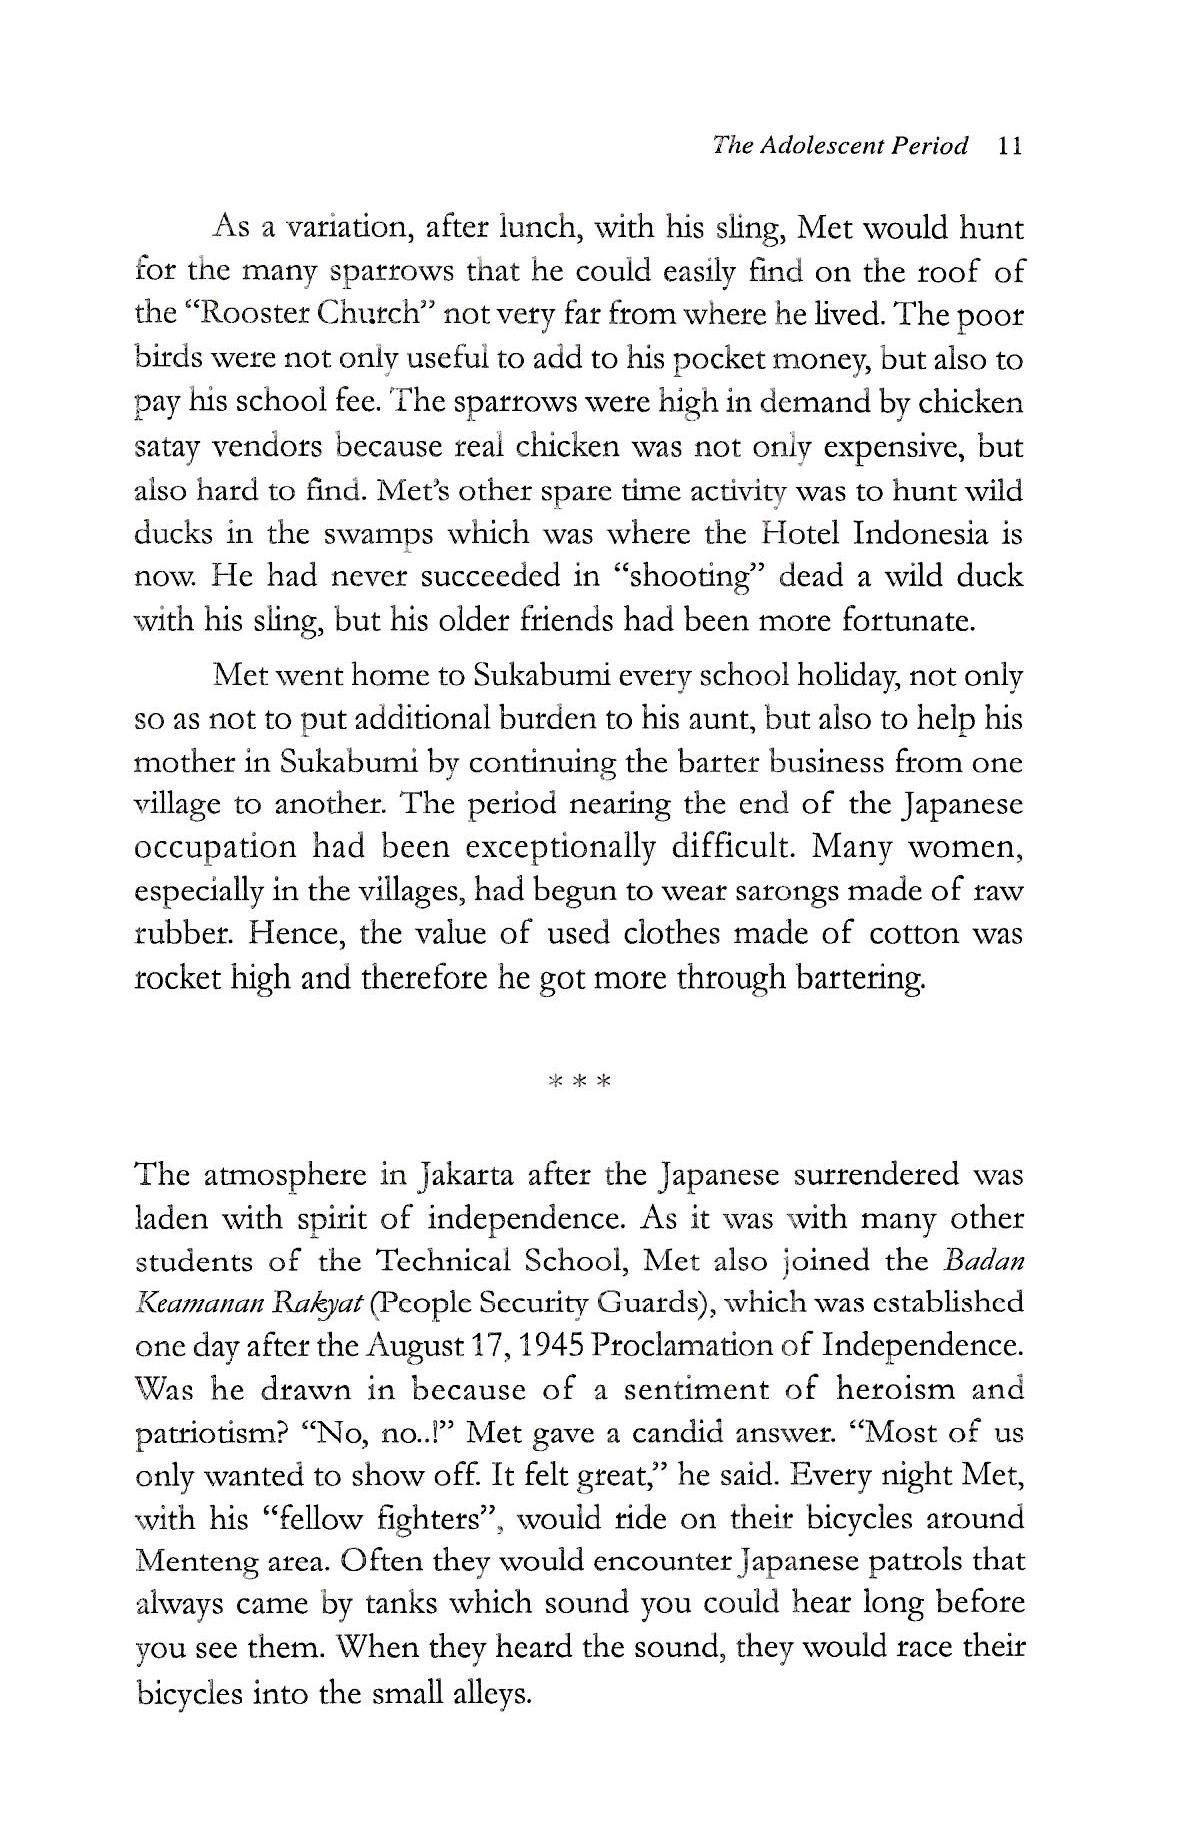 The Adolescent Period 11
As a variation, after lunch, with his sling, Met would hunt
for the many sparrows that he could easily find on the roof of
the “Rooster Church” not very far from where he lived. The poor
birds were not only useful to add to his pocket money, but also to
pay his school fee. The sparrows were high in demand by chicken
satay vendors because real chicken was not only expensive, but
also hard to find. Met’s other spare time activity was to hunt wild
ducks in the swamps which was where the Hotel Indonesia is
now. He had never succeeded in “shooting” dead a wild duck
with his sling, but his older friends had been more fortunate.
Met went home to Sukabumi every school holiday, not only
so as not to put additional burden to his aunt, but also to help his
mother in Sukabumi by continuing the barter business from one
village to another. The period nearing the end of the Japanese
occupation had been exceptionally difficult. Many women,
especially in the villages, had begun to wear sarongs made of raw
rubber. Hence, the value of used clothes made of cotton was
rocket high and therefore he got more through bartering.
* * *
The atmosphere in Jakarta after the Japanese surrendered was
laden with spirit of independence. As it was with many other
students of the Technical School, Met also joined the Badan
Keamanan Rakyat (People Security Guards), which was established
one day after the August 17, 1945 Proclamation of Independence.
Was he drawn in because of a sentiment of heroism and
patriotism? “No, no..!” Met gave a candid answer. “Most of us
only wanted to show off. It felt great,” he said. Every night Met,
with his “fellow fighters”, would ride on their bicycles around
Menteng area. Often they would encounter Japanese patrols that
always came by tanks which sound you could hear long before
you see them. When they heard the sound, they would race their
bicycles into the small alleys.